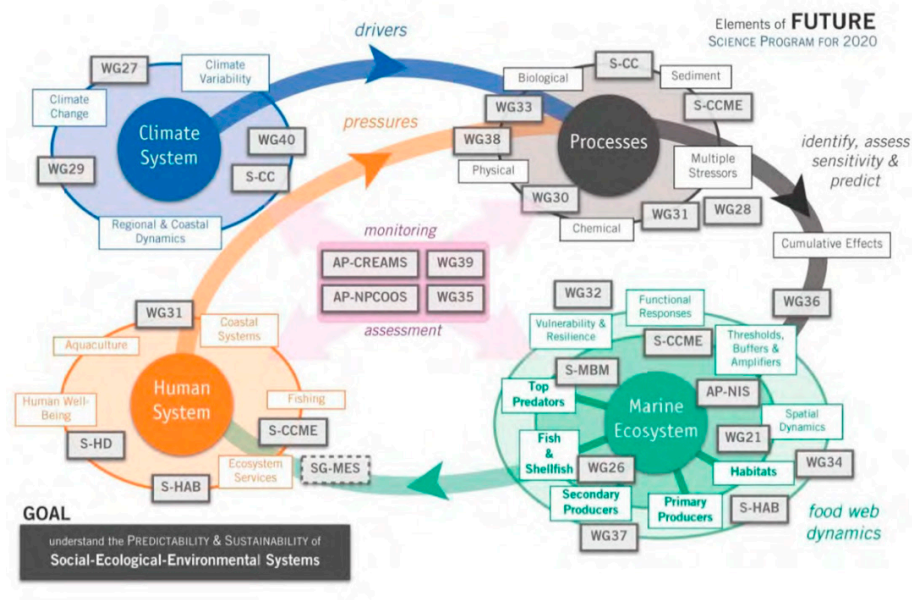 Elements of FUTURE
SCIENCE PROGRAM FOR 2020
drivers
WG27
Climate
Variability
Climate
Change
Climate
System
WG40
WG29
S-CC
Regional & Coastal
Dynamics
pressures
S-CC
Biological
Sediment
WG33
S-CCME
WG38
Processes
Physical
Multiple
Stressors
WG30
WG31
WG28
Chemical
identify, assess
sensitivity &
predict
Cumulative Effects
WG36
monitoring
AP-CREAMS
WG39
AP-NPCOOS
WG35
assessment
WG31
Coastal
Systems
Aquaculture
Human
System
Human Well-
Being
Fishing
S-HD
S-CCME
Ecosystem
Services
SG-MES
S-HAB
WG32
Functional
Responses
Vulnerability &
Resilience
S-CCME
Thresholds,
Buffers &
Amplifiers
S-MBM
Top
Predators
AP-NIS
Marine
Ecosystem
Spatial
Dynamics
Fish
&
Shellfish
WG21
WG26
Habitats
WG34
Secondary
Producers
Primary
Producers
S-HAB
WG37
food web
dynamics
GOAL
understand the PREDICTABILITY & SUSTAINABILITY of
Social-Ecological-Environmental Systems